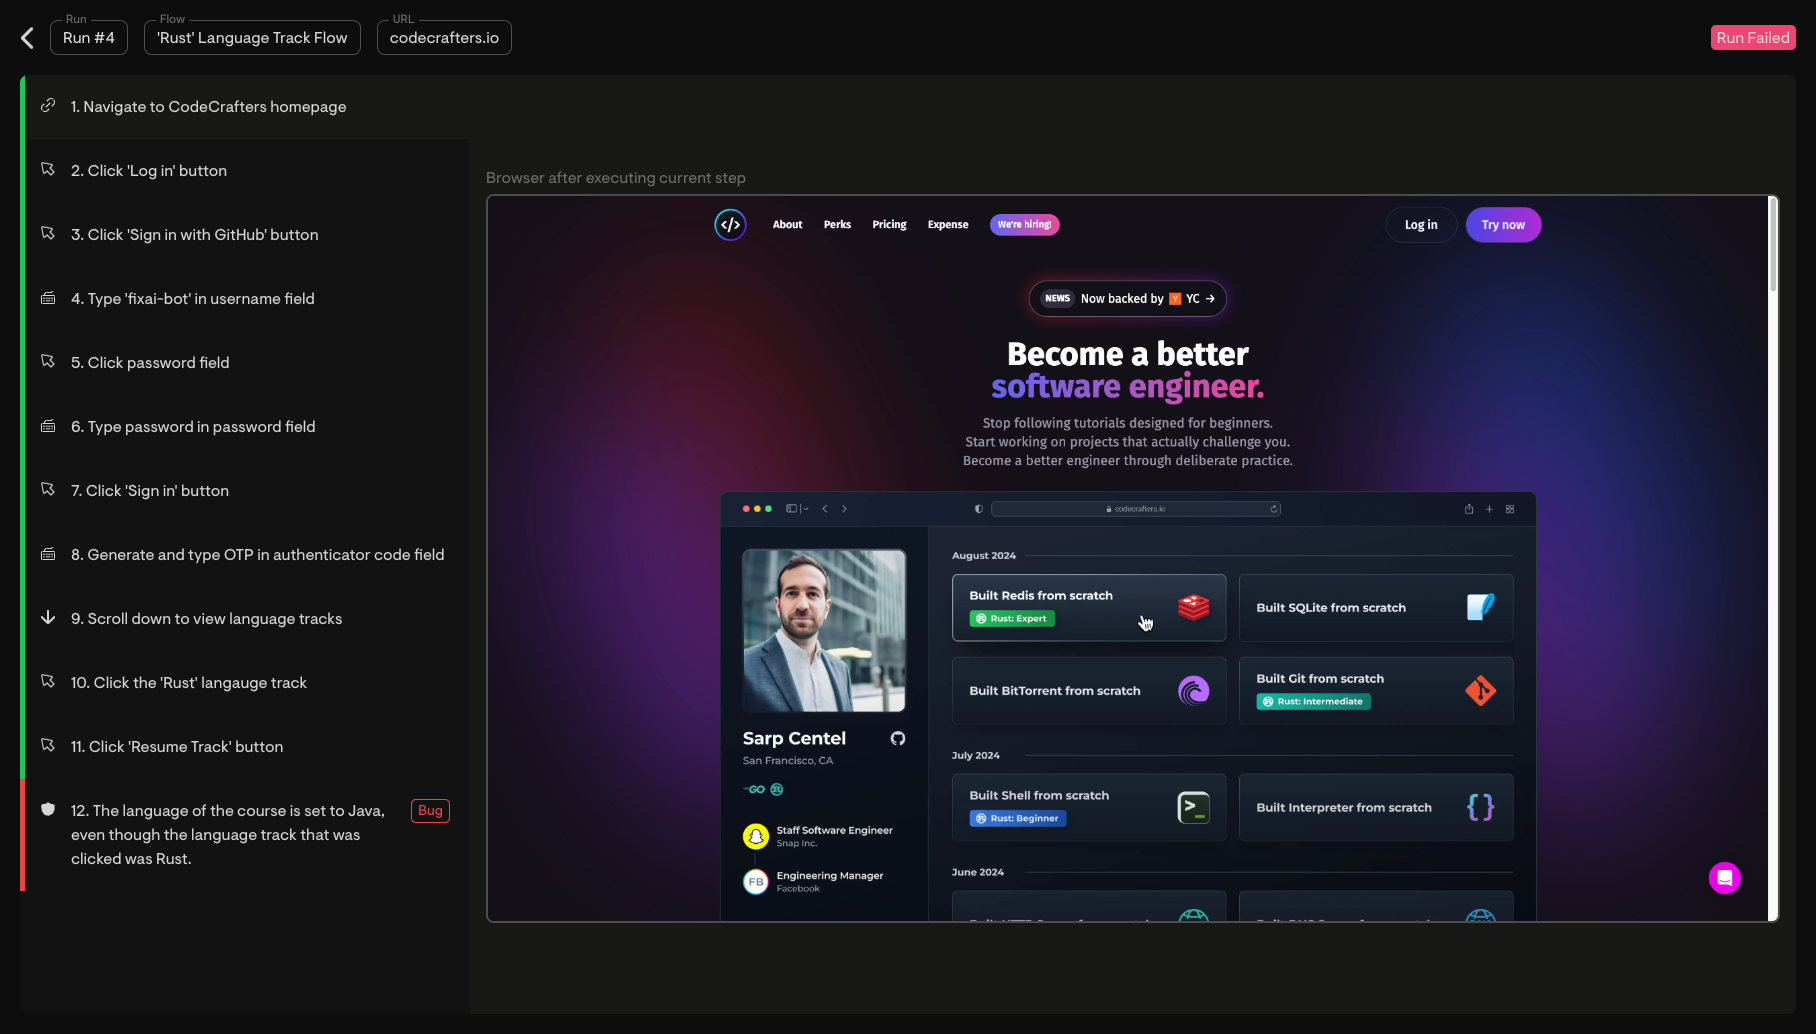 Run
Run #4
Flow
'Rust' Language Track Flow
URL
codecrafters.io
Run Failed
1. Navigate to CodeCrafters homepage
2. Click 'Log in' button
3. Click 'Sign in with GitHub' button
4. Type 'fixai-bot' in username field
5. Click password field
6. Type password in password field
7. Click 'Sign in' button
8. Generate and type OTP in authenticator code field
9. Scroll down to view language tracks
10. Click the 'Rust' langauge track
11. Click 'Resume Track' button
12. The language of the course is set to Java,
even though the language track that was
clicked was Rust.
Bug
Browser after executing current step
About Perks Pricing Expense We're hiring!
Log in Try now
NEWS Now backed by Y YC →
Become a better
software engineer.
Stop following tutorials designed for beginners.
Start working on projects that actually challenge you.
Become a better engineer through deliberate practice.
codecrafters.io
Sarp Centel
San Francisco, CA
GO
Staff Software Engineer
Snap Inc.
FB
Engineering Manager
Facebook
August 2024
Built Redis from scratch
Rust: Expert
Built SQLite from scratch
Built BitTorrent from scratch
Built Git from scratch
Rust: Intermediate
July 2024
Built Shell from scratch
Rust: Beginner
Built Interpreter from scratch
June 2024